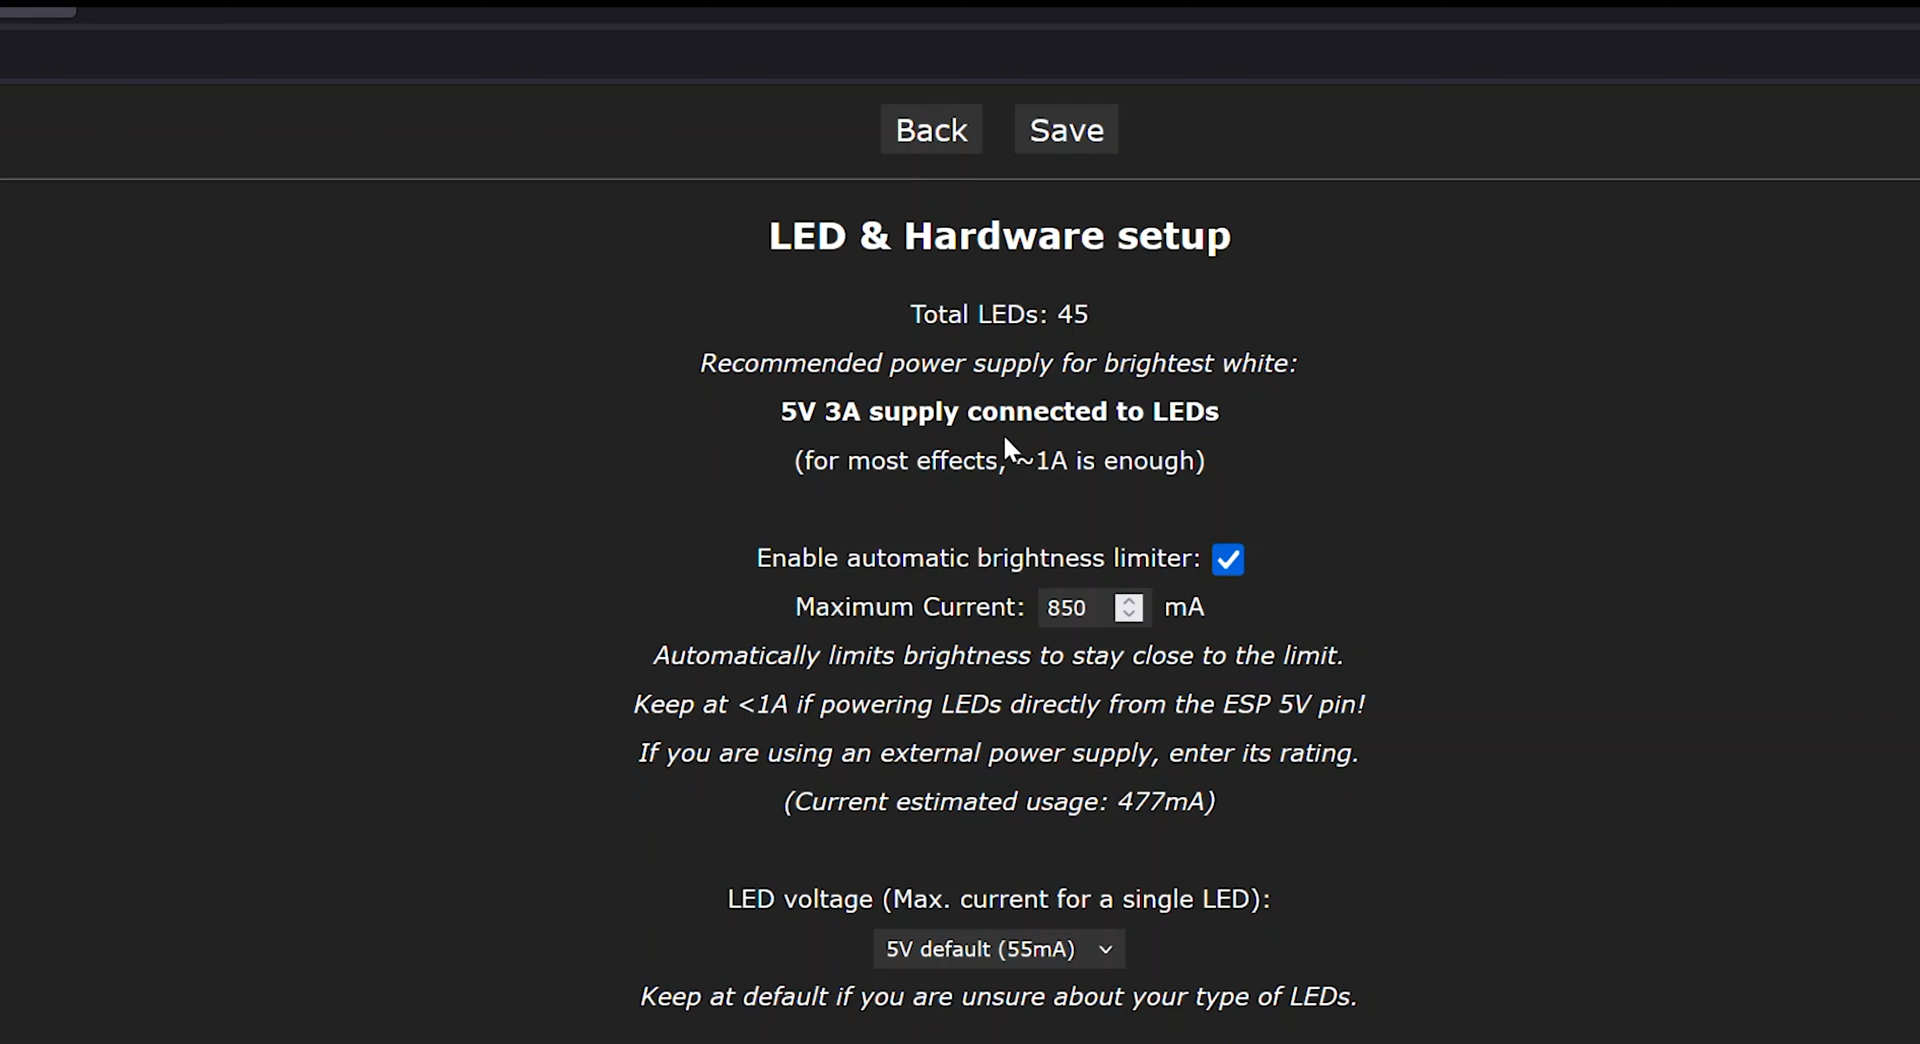 Back Save
LED & Hardware setup
Total LEDs: 45
Recommended power supply for brightest white:
5V 3A supply connected to LEDs
(for most effects, ~1A is enough)
Enable automatic brightness limiter:
Maximum Current: 850 mA
Automatically limits brightness to stay close to the limit.
Keep at <1A if powering LEDs directly from the ESP 5V pin!
If you are using an external power supply, enter its rating.
(Current estimated usage: 477mA)
LED voltage (Max. current for a single LED):
5V default (55mA)
Keep at default if you are unsure about your type of LEDs.